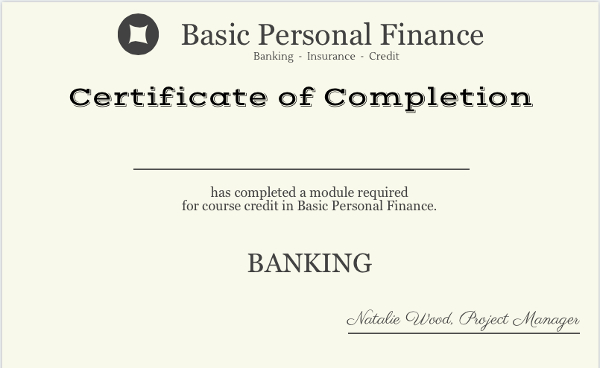 Basic Personal Finance
Banking - Insurance - Credit
Certificate of Completion
has completed a module required
for course credit in Basic Personal Finance.
BANKING
Natalie Wood, Project Manager